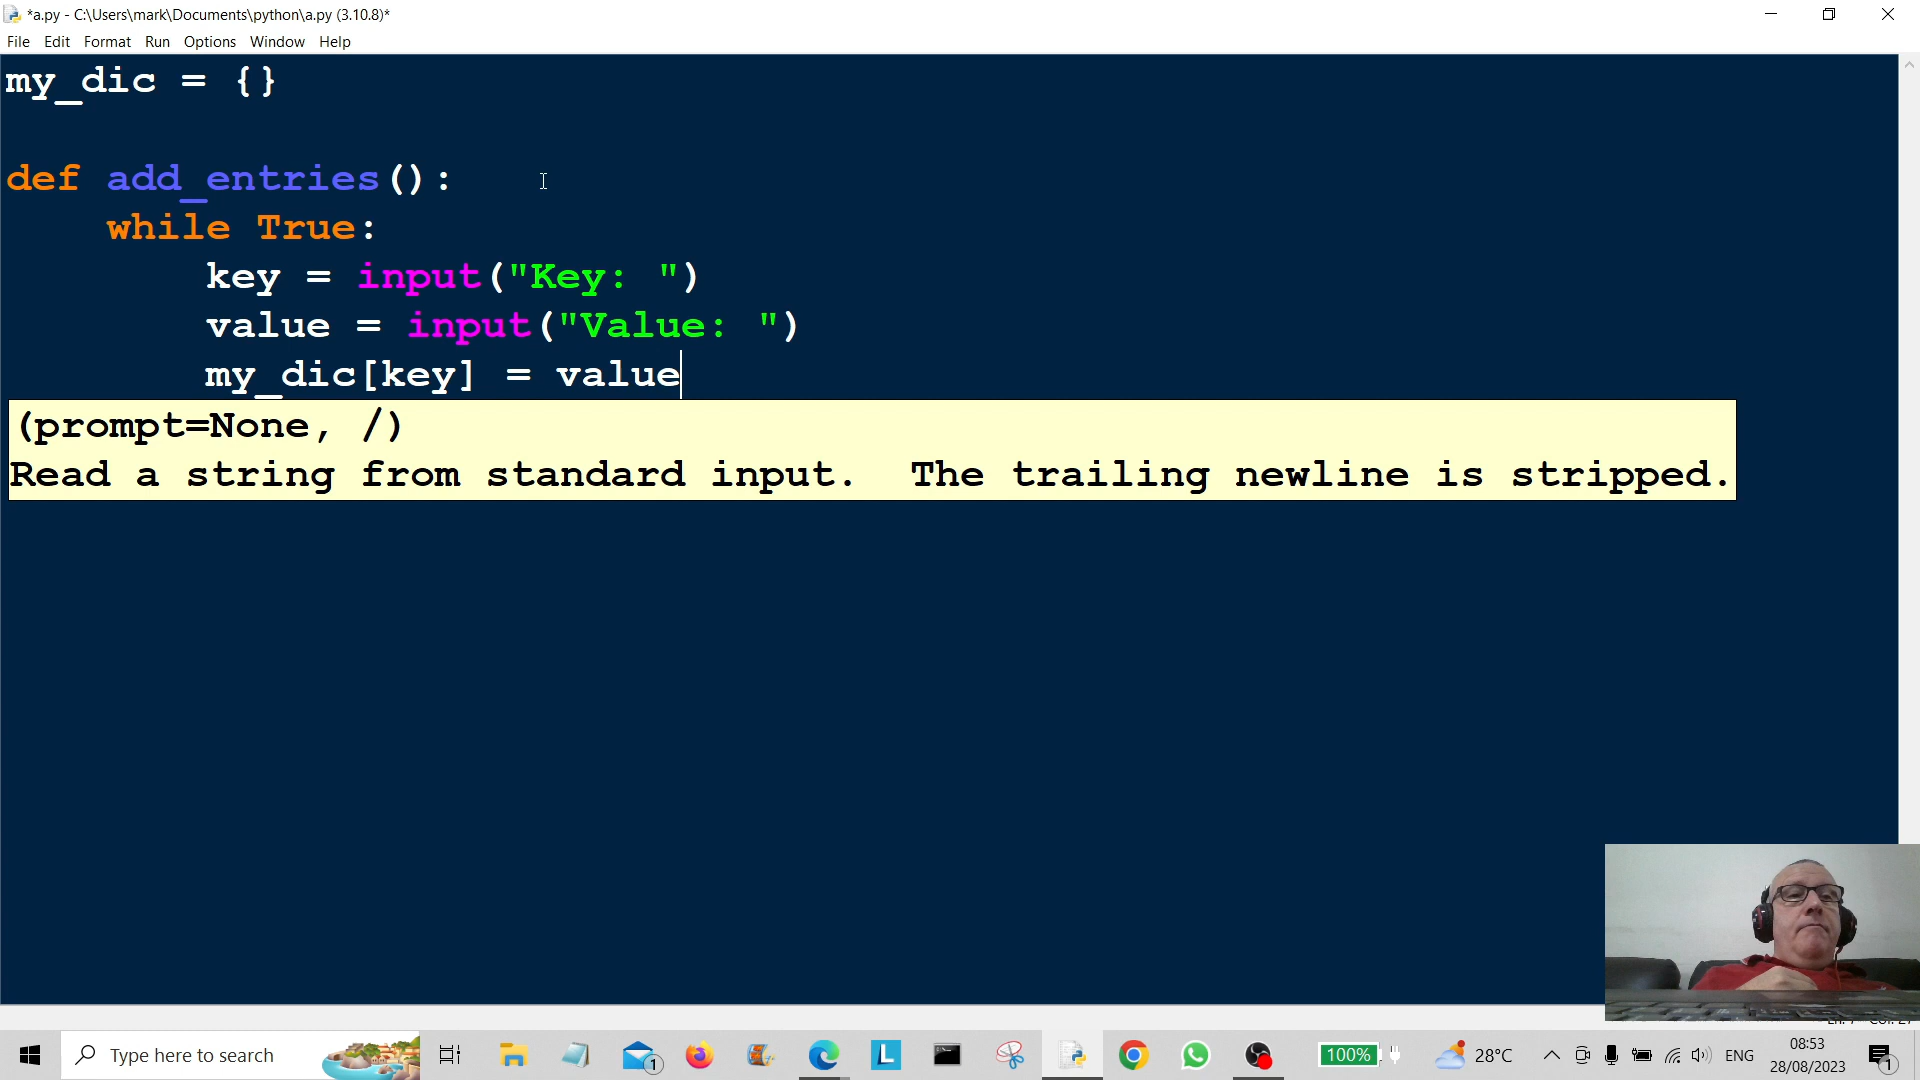 *a.py - C:\Users\mark\Documents\python\a.py (3.10.8)*
File Edit Format Run Options Window Help
my_dic = {}
def add_entries():
while True:
key = input("Key: ")
value = input("Value: ")
my_dic[key] = value
(prompt=None, /)
Read a string from standard input.  The trailing newline is stripped.
Type here to search
1
L
100%
28°C
ENG
08:53
28/08/2023
1